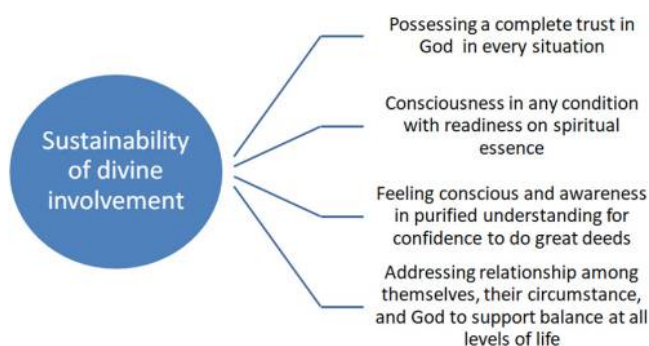 Sustainability
of divine
involvement
Possessing a complete trust in
God in every situation
Consciousness in any condition
with readiness on spiritual
essence
Feeling conscious and awareness
in purified understanding for
confidence to do great deeds
Addressing relationship among
themselves, their circumstance,
and God to support balance at all
levels of life